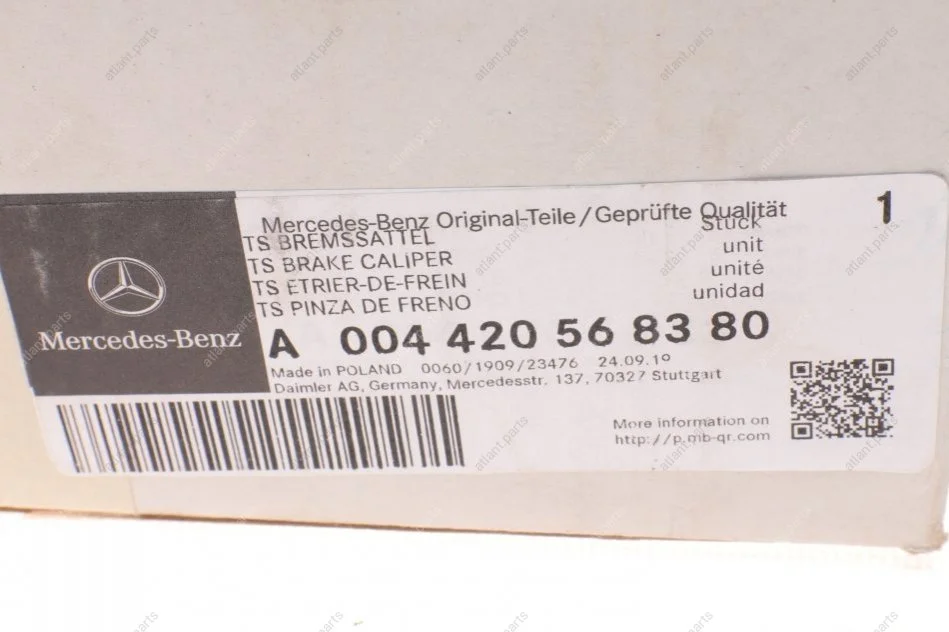 Mercedes-Benz Original-Teile / Geprüfte Qualität
1
TS BREMSSATTEL Stück
TS BRAKE CALIPER unit
TS ETRIER-DE-FREIN unité
TS PINZA DE FRENO unidad
Mercedes-Benz
A 004 420 56 83 80
Made in POLAND 0060/1909/23476 24.09.19
Daimler AG, Germany, Mercedesstr. 137, 70327 Stuttgart
More information on
http://p.mb-qr.com
atlant.parts